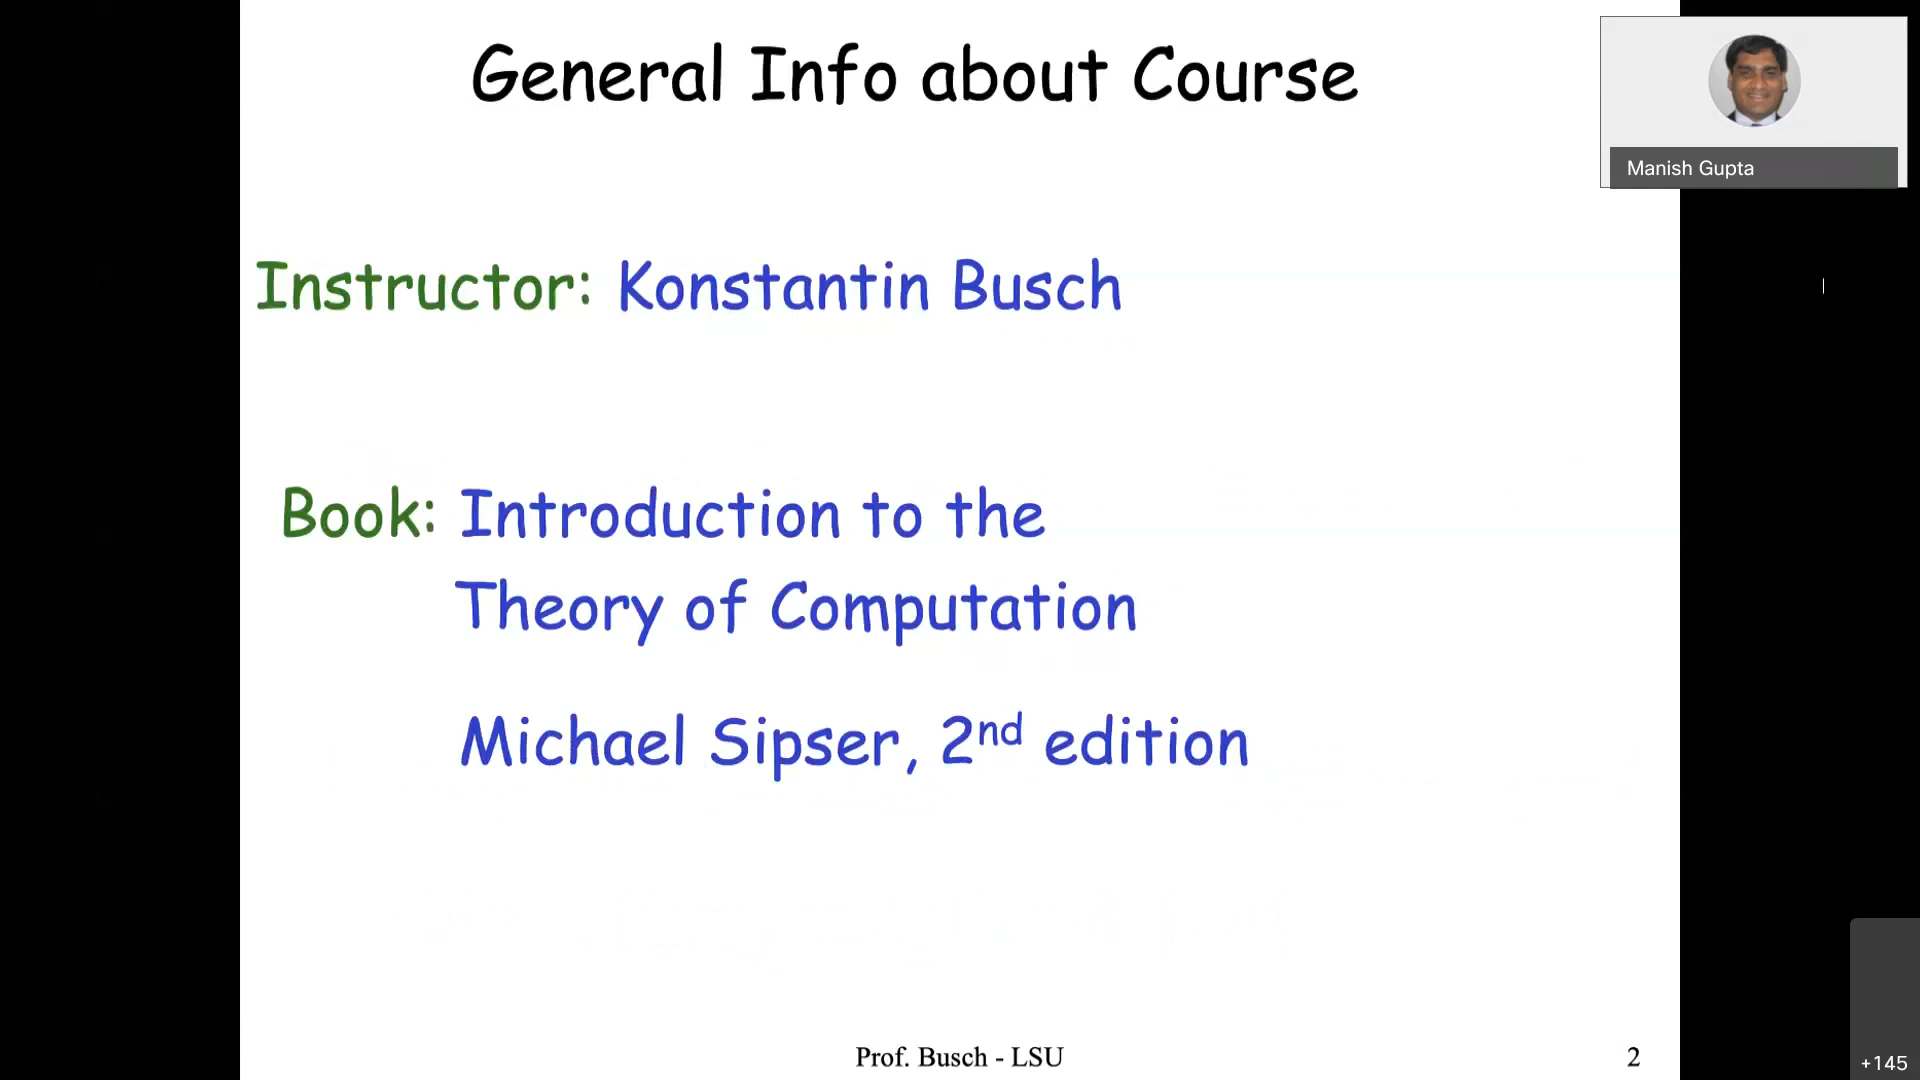 General Info about Course
Manish Gupta
Instructor: Konstantin Busch
Book: Introduction to the
Theory of Computation
Michael Sipser, 2nd edition
Prof. Busch - LSU
2
+145